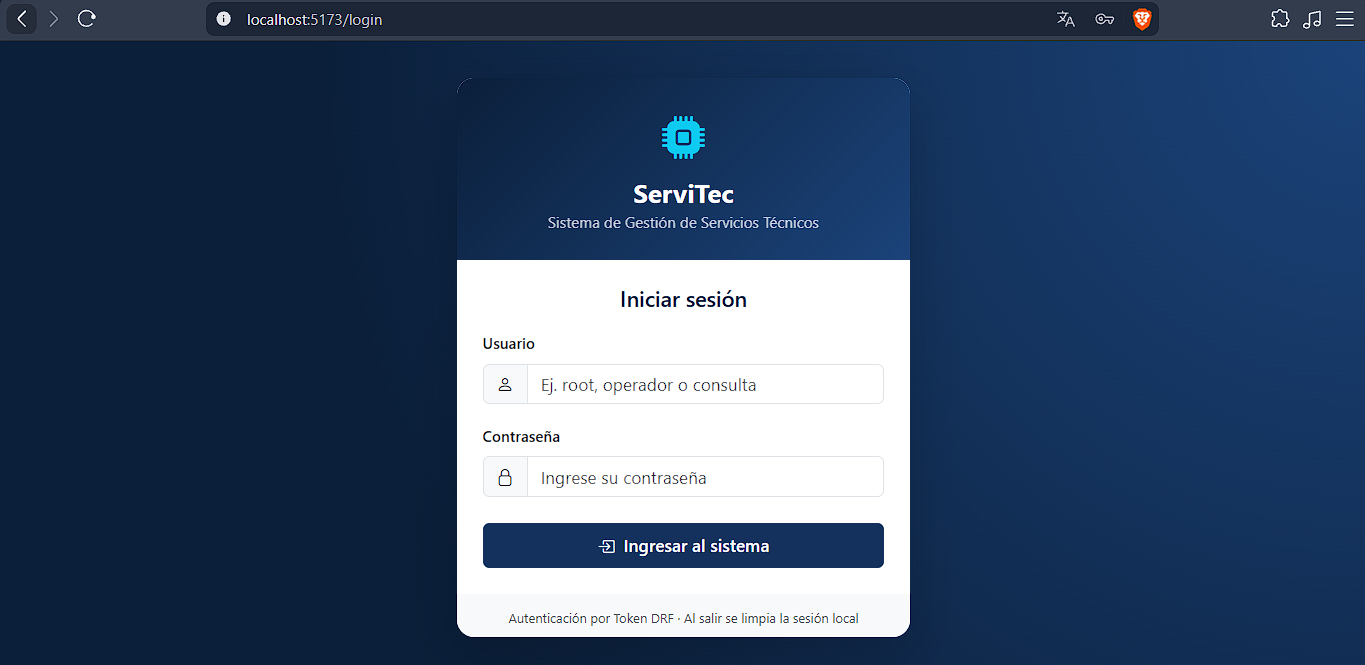 localhost:5173/login
ServiTec
Sistema de Gestión de Servicios Técnicos
Iniciar sesión
Usuario
Ej. root, operador o consulta
Contraseña
Ingrese su contraseña
Ingresar al sistema
Autenticación por Token DRF · Al salir se limpia la sesión local